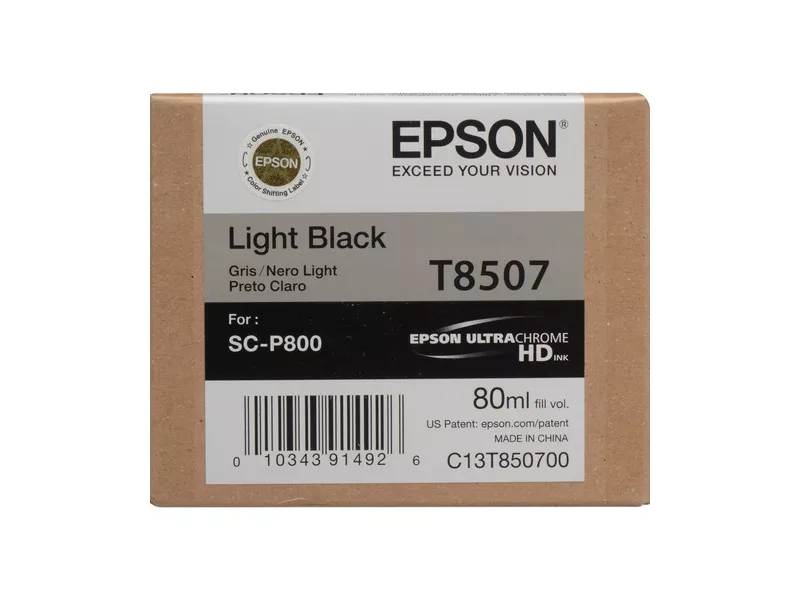 Genuine EPSON
EPSON
Color Shifting Label
EPSON®
EXCEED YOUR VISION
Light Black
Gris/Nero Light
Preto Claro
T8507
For :
SC-P800
EPSON ULTRACHROME
HD INK
80ml fill vol.
US Patent: epson.com/patent
MADE IN CHINA
C13T850700
0 10343 91492 6